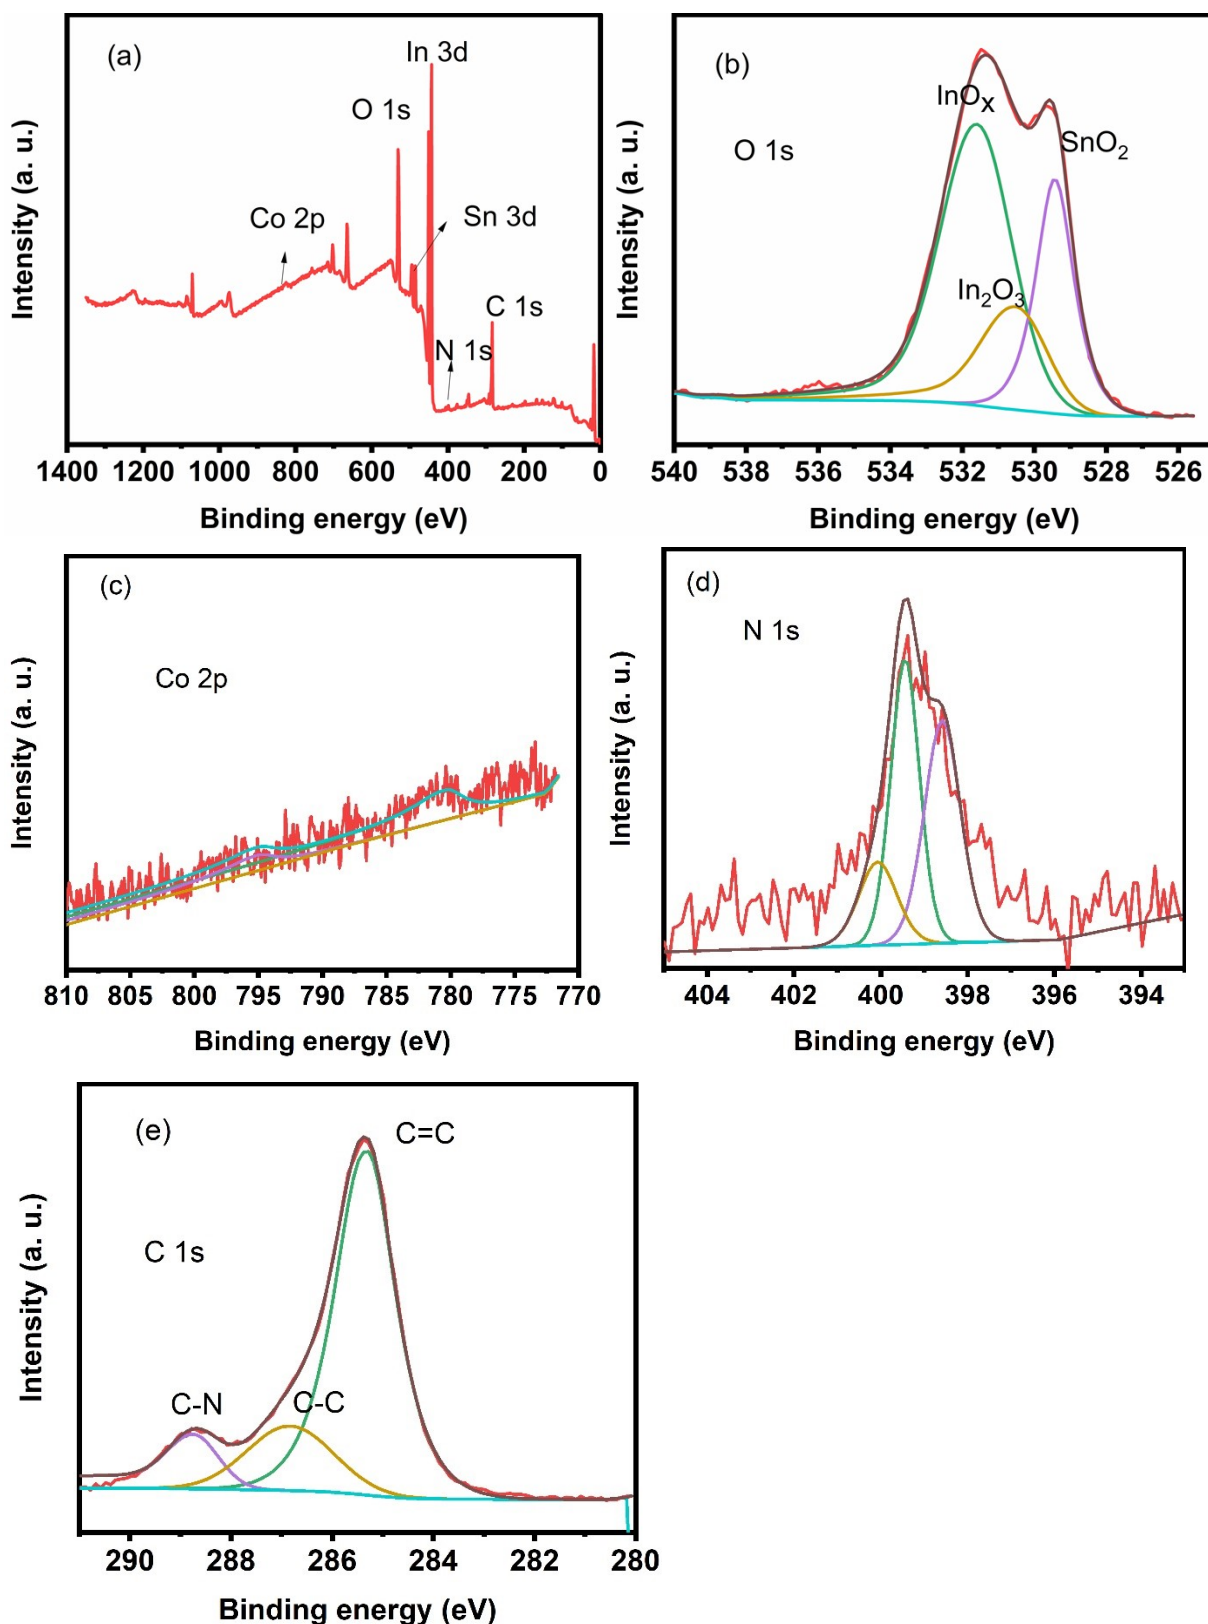 (a)
In 3d
O 1s
Co 2p
Sn 3d
C 1s
N 1s
Intensity (a. u.)
1400 1200 1000 800 600 400 200 0
Binding energy (eV)
(b)
InOₓ
O 1s
SnO₂
In₂O₃
Intensity (a. u.)
540 538 536 534 532 530 528 526
Binding energy (eV)
(c)
Co 2p
Intensity (a. u.)
810 805 800 795 790 785 780 775 770
Binding energy (eV)
(d)
N 1s
Intensity (a. u.)
404 402 400 398 396 394
Binding energy (eV)
(e)
C=C
C 1s
C-N
C-C
Intensity (a. u.)
290 288 286 284 282 280
Binding energy (eV)